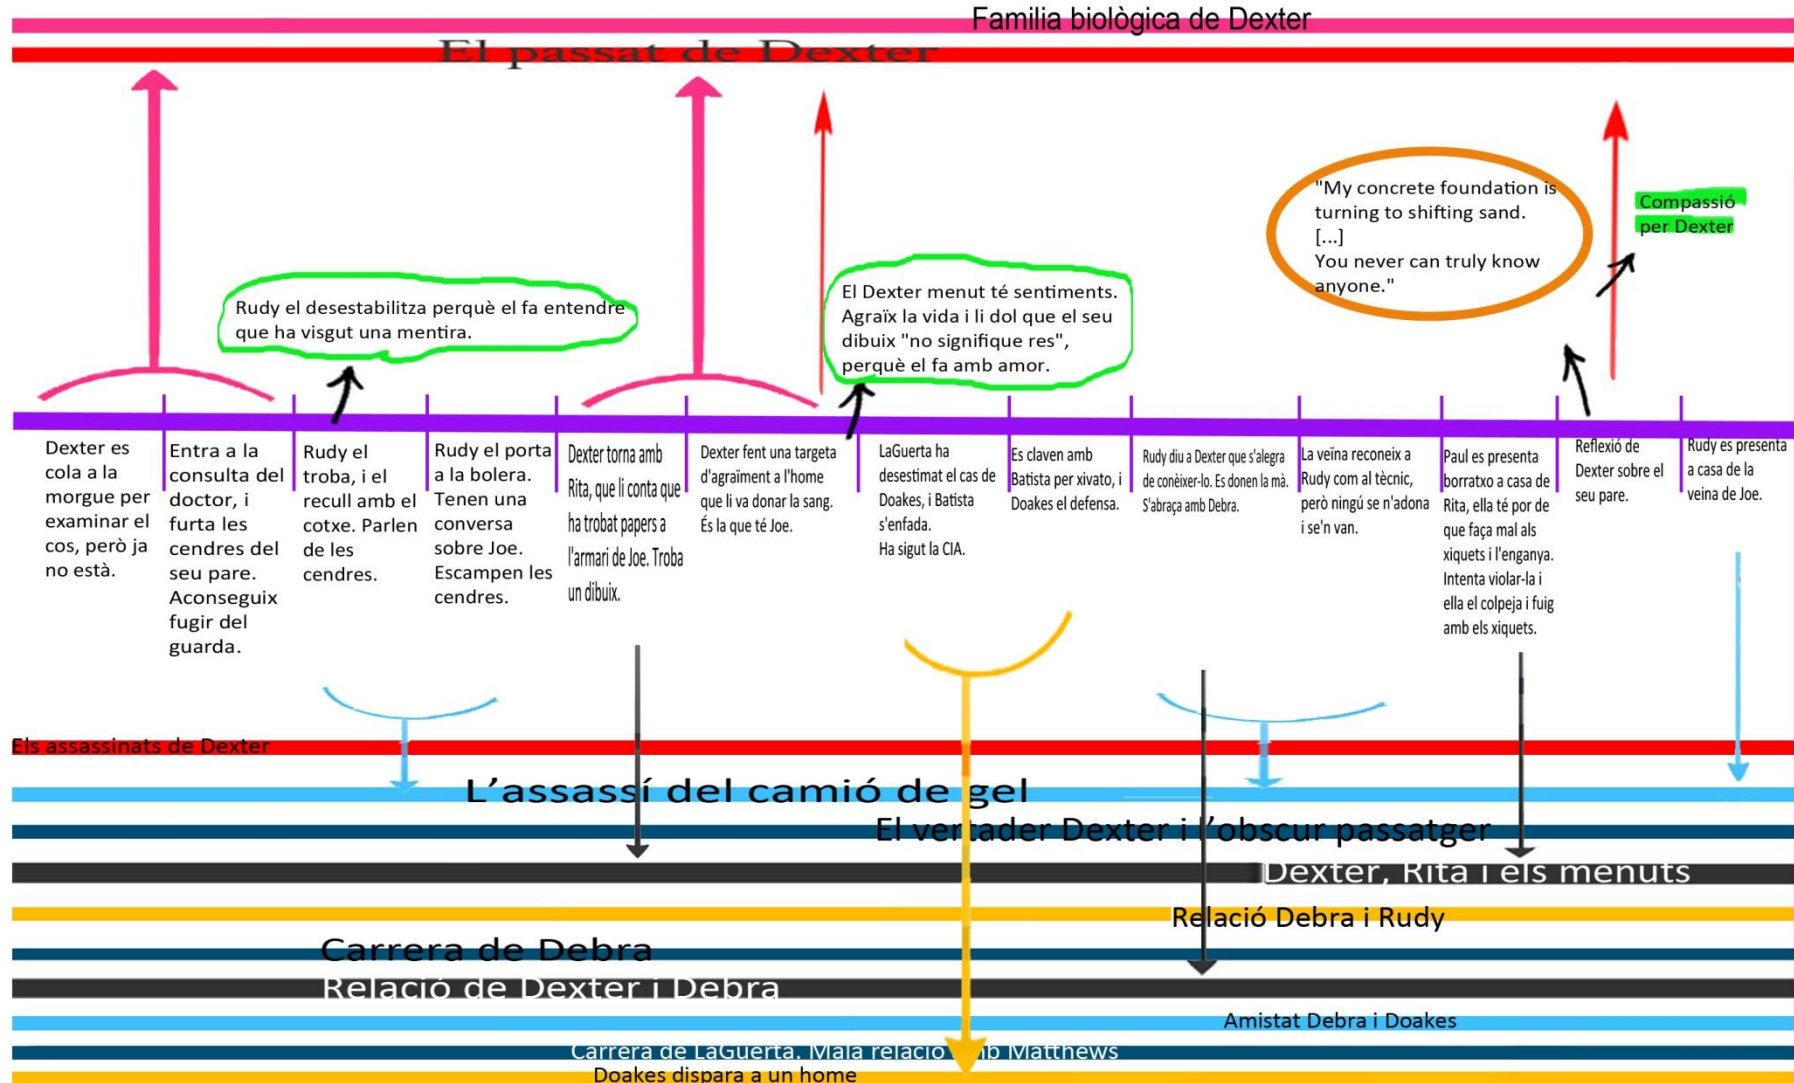 Familia biològica de Dexter
El passat de Dexter
"My concrete foundation is
turning to shifting sand.
[...]
You never can truly know
anyone."
Compassió
per Dexter
Rudy el desestabilitza perquè el fa entendre
que ha visgut una mentira.
El Dexter menut té sentiments.
Agraïx la vida i li dol que el seu
dibuix "no signifique res",
perquè el fa amb amor.
Dexter es
cola a la
morgue per
examinar el
cos, però ja
no està.
Entra a la
consulta del
doctor, i
furta les
cendres del
seu pare.
Aconseguix
fugir del
guarda.
Rudy el
troba, i el
recull amb el
cotxe. Parlen
de les
cendres.
Rudy el porta
a la bolera.
Tenen una
conversa
sobre Joe.
Escampen les
cendres.
Dexter torna amb
Rita, que li conta que
ha trobat papers a
l'armari de Joe. Troba
un dibuix.
Dexter fent una targeta
d'agraïment a l'home
que li va donar la sang.
És la que té Joe.
LaGuerta ha
desestimat el cas de
Doakes, i Batista
s'enfada.
Ha sigut la CIA.
Es claven amb
Batista per xivato, i
Doakes el defensa.
Rudy diu a Dexter que s'alegra
de conèixer-lo. Es donen la mà.
S'abraça amb Debra.
La veïna reconeix a
Rudy com al tècnic,
però ningú se n'adona
i se'n van.
Paul es presenta
borratxo a casa de
Rita, ella té por de
que faça mal als
xiquets i l'enganya.
Intenta violar-la i
ella el colpeja i fuig
amb els xiquets.
Reflexió de
Dexter sobre el
seu pare.
Rudy es presenta
a casa de la
veina de Joe.
Els assassinats de Dexter
L'assassí del camió de gel
El vertader Dexter i l'obscur passatger
Dexter, Rita i els menuts
Relació Debra i Rudy
Carrera de Debra
Relació de Dexter i Debra
Amistat Debra i Doakes
Carrera de LaGuerta. Mala relació amb Matthews
Doakes dispara a un home